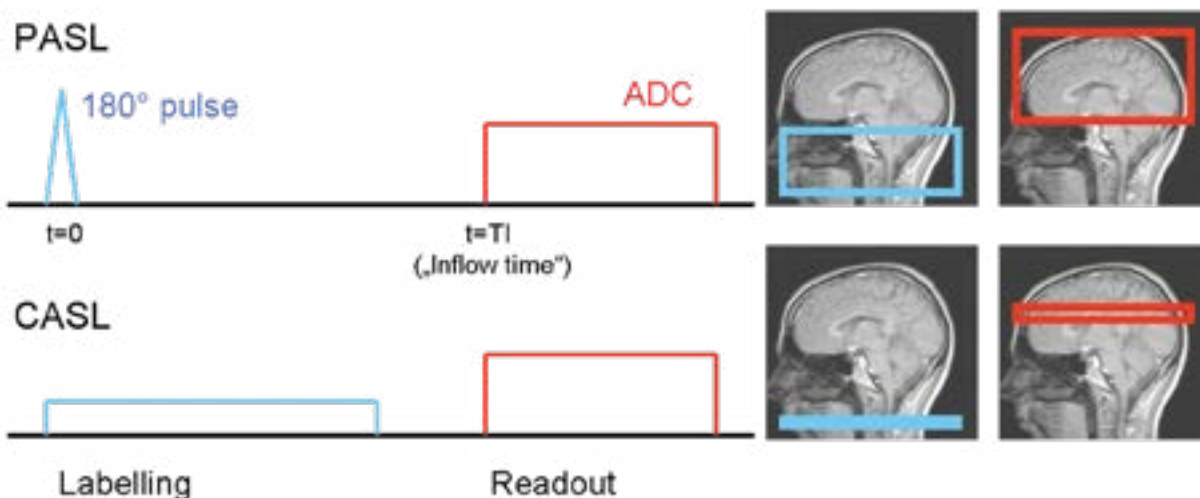 PASL
180° pulse
ADC
t=0
t=TI
(„Inflow time“)
CASL
Labelling
Readout